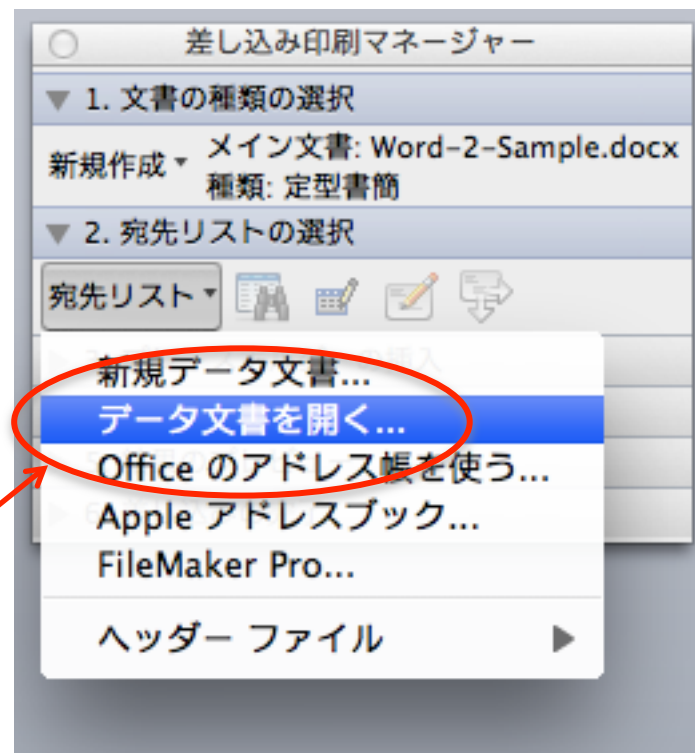 差し込み印刷マネージャー
1. 文書の種類の選択
新規作成
メイン文書: Word-2-Sample.docx
種類: 定型書簡
2. 宛先リストの選択
宛先リスト
新規データ文書...
データ文書を開く...
Office のアドレス帳を使う...
Apple アドレスブック...
FileMaker Pro...
ヘッダー ファイル